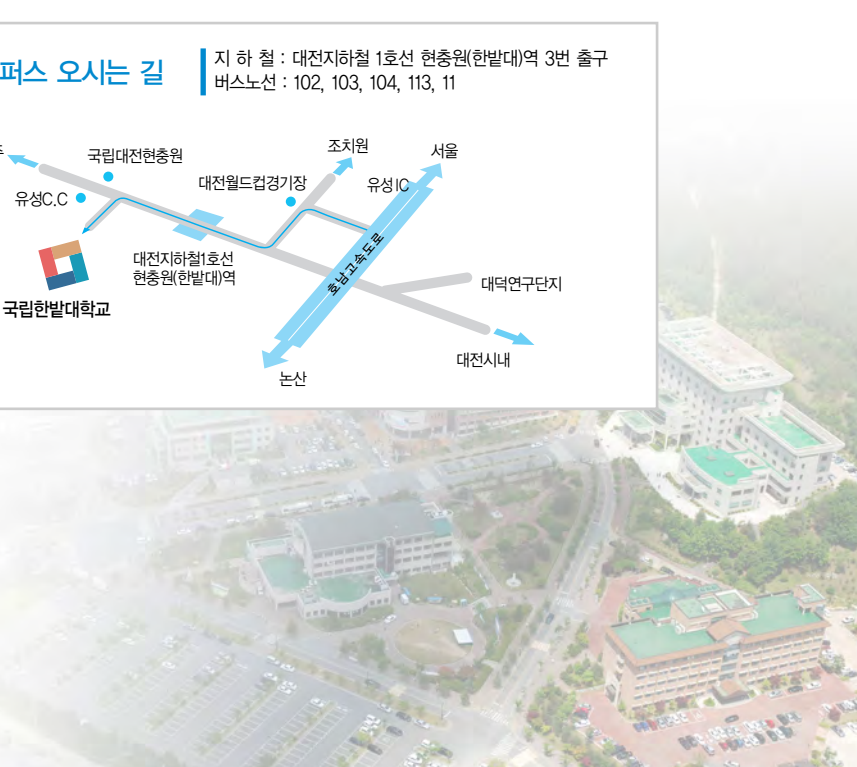 퍼스 오시는 길
지 하 철 : 대전지하철 1호선 현충원(한밭대)역 3번 출구
버스노선 : 102, 103, 104, 113, 11
조치원
서울
국립대전현충원
대전월드컵경기장
유성IC
유성C.C
대전지하철1호선
현충원(한밭대)역
호남고속도로
대덕연구단지
국립한밭대학교
대전시내
논산